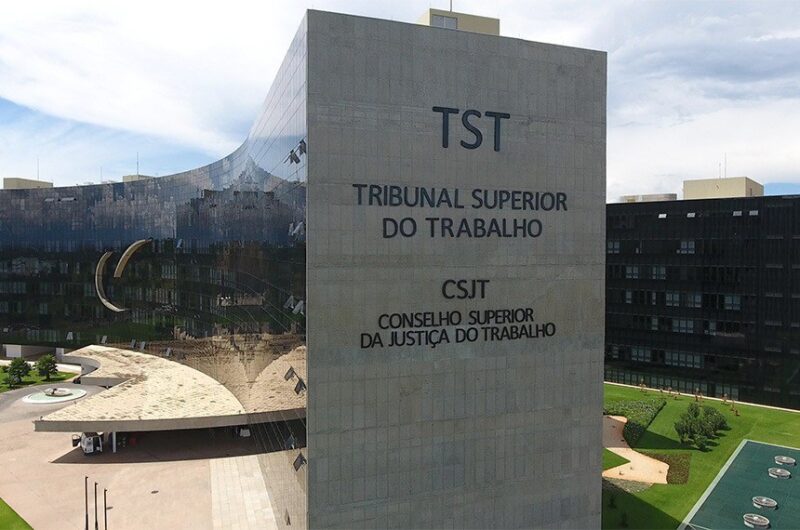 TST
TRIBUNAL SUPERIOR
DO TRABALHO
CSJT
CONSELHO SUPERIOR
DA JUSTIÇA DO TRABALHO